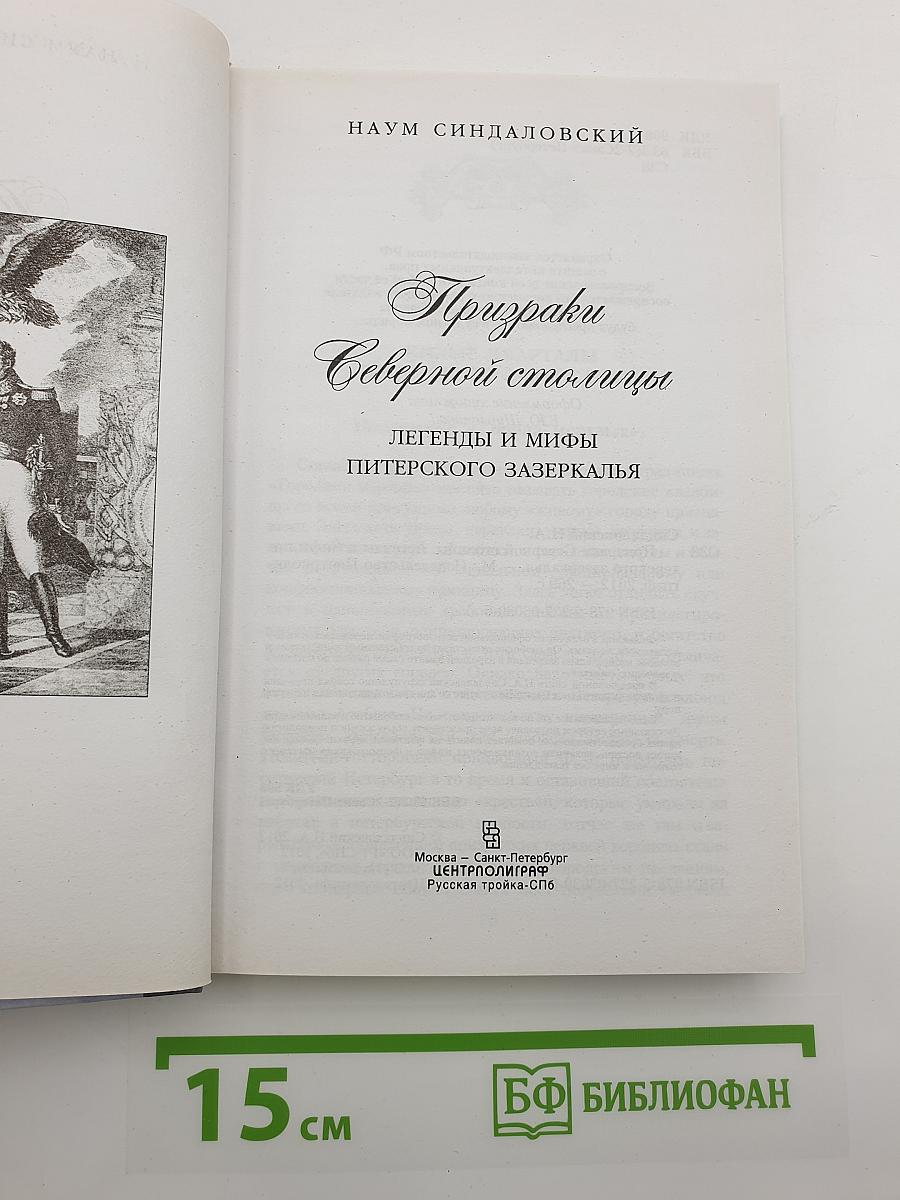 НАУМ СИНДАЛОВСКИЙ
Призраки
Северной столицы
ЛЕГЕНДЫ И МИФЫ
ПИТЕРСКОГО ЗАЗЕРКАЛЬЯ
Москва – Санкт-Петербург
ЦЕНТРПОЛИГРАФ
Русская тройка-СПб
15 см
БФ БИБЛИОФАН